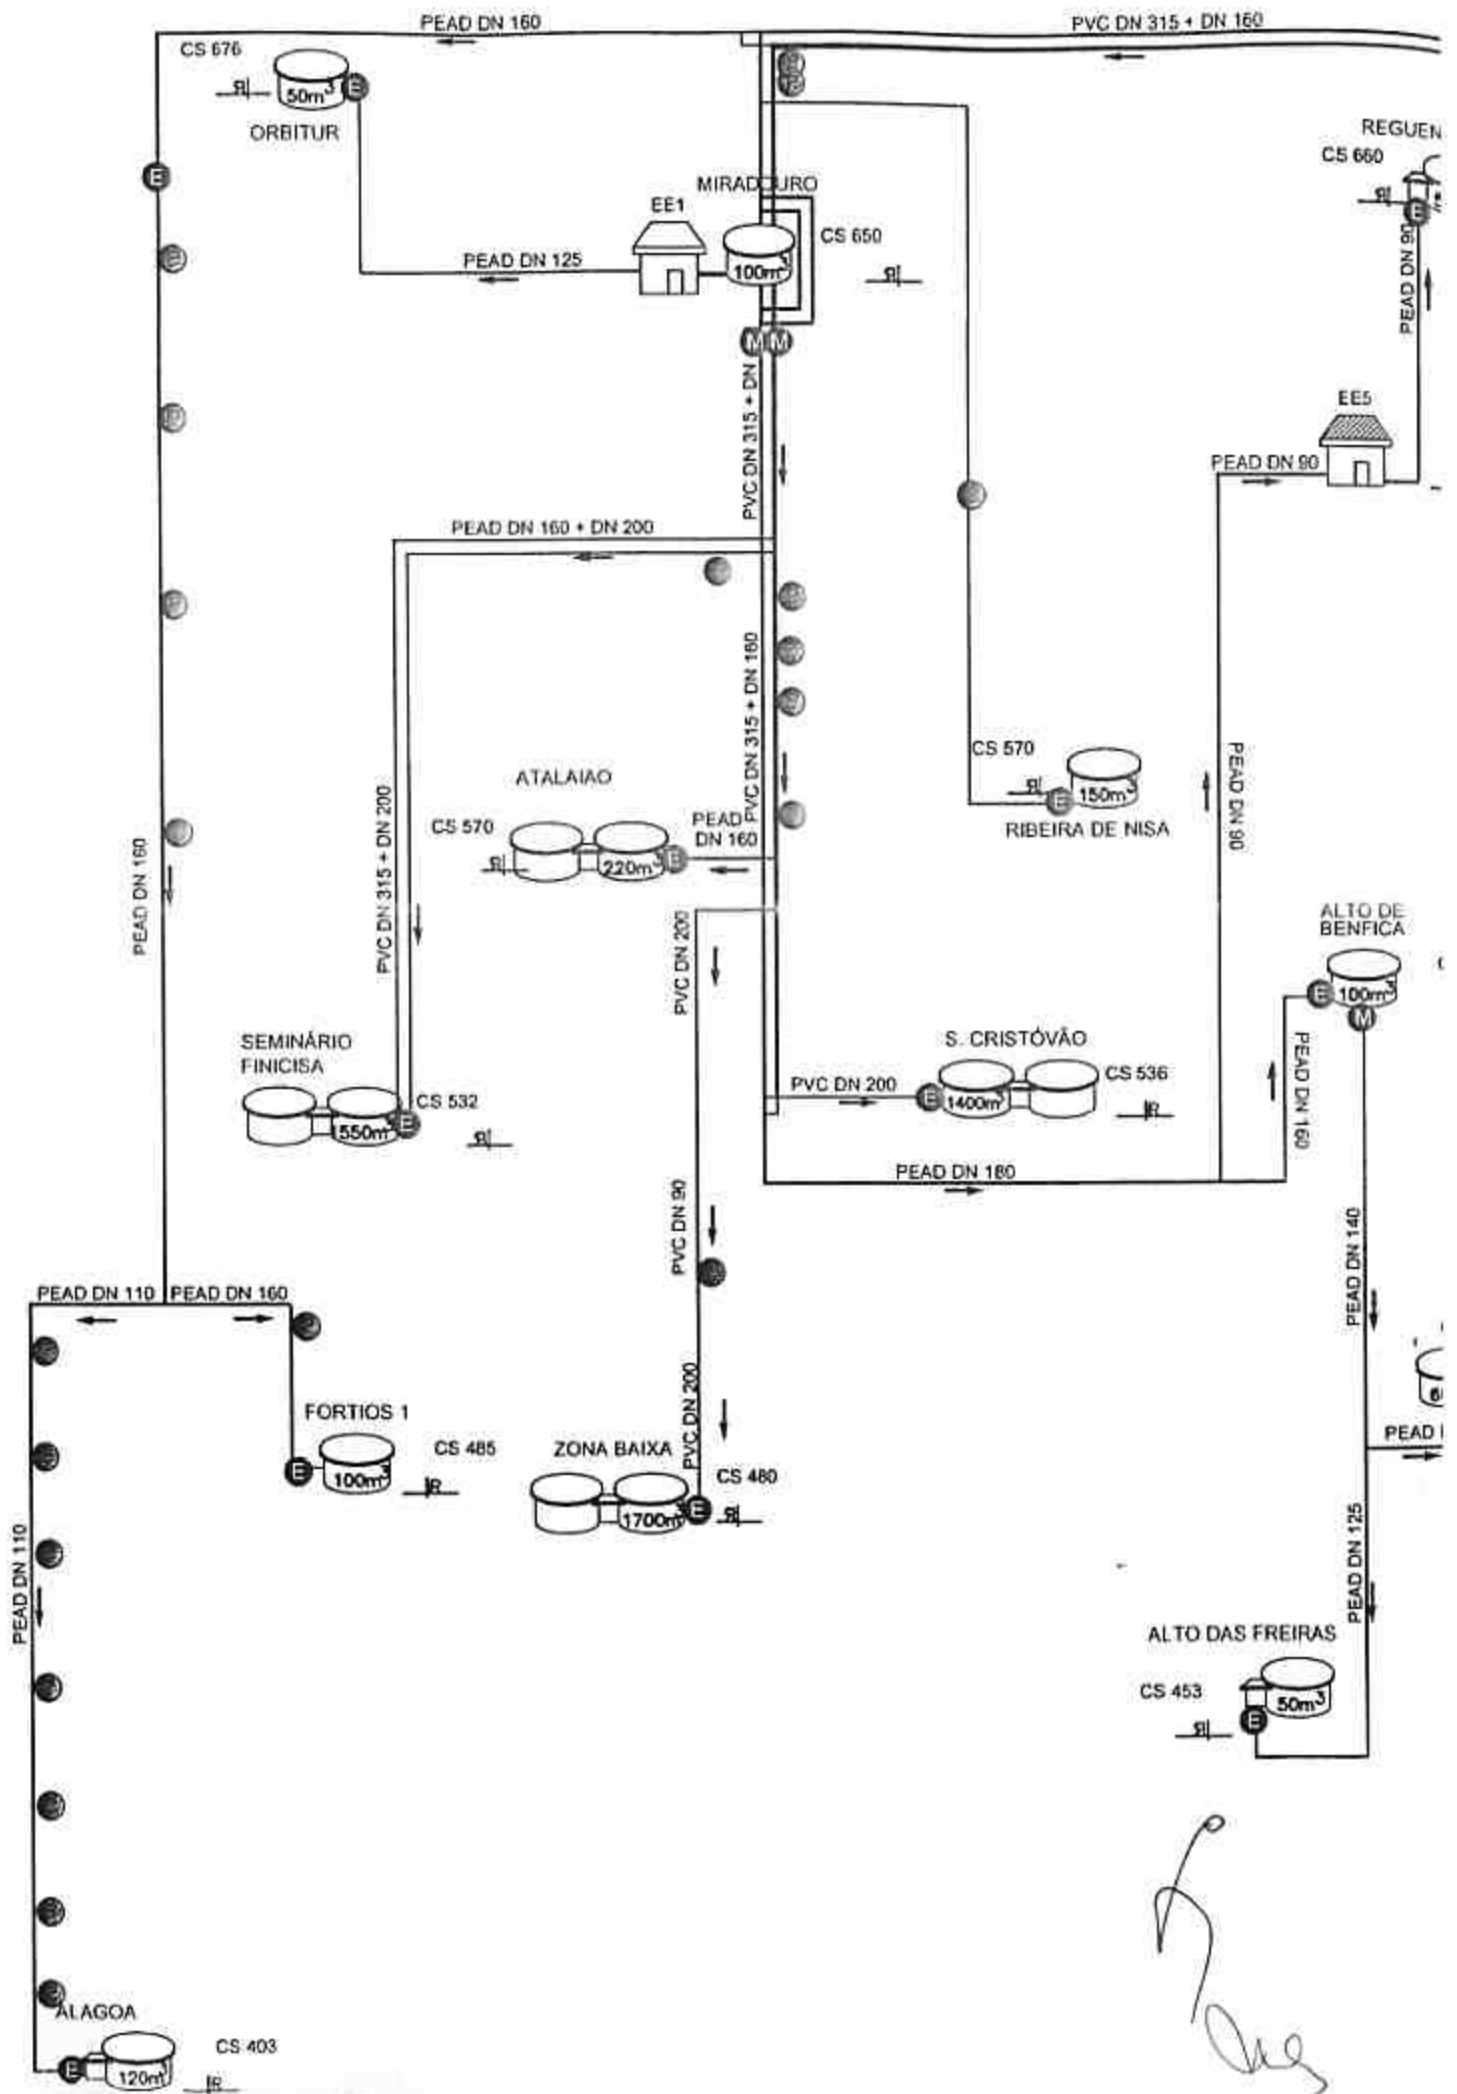 PEAD DN 160
PVC DN 315 + DN 160
CS 676
50m³
ORBITUR
REGUEN
CS 660
MIRADOURO
EE1
CS 650
PEAD DN 125
100m³
PEAD DN 90
M M
PVC DN 315 + DN
EE5
PEAD DN 90
PEAD DN 160 + DN 200
PVC DN 315 + DN 160
CS 570
150m³
RIBEIRA DE NISA
ATALAIAO
CS 570
220m³
PEAD
DN 160
PEAD DN 90
PEAD DN 160
PVC DN 315 + DN 200
PVC DN 200
ALTO DE
BENFICA
E
100m³
M
SEMINÁRIO
FINICISA
CS 532
550m³
E
S. CRISTÓVÃO
PVC DN 200
E
1400m³
CS 536
R
PEAD DN 160
PEAD DN 180
PVC DN 90
PEAD DN 140
PEAD DN 110
PEAD DN 160
FORTIOS 1
E
100m³
CS 485
R
PVC DN 200
ZONA BAIXA
CS 480
1700m³
E
PEAD
PEAD DN 110
PEAD DN 125
ALTO DAS FREIRAS
CS 453
50m³
E
ALAGOA
CS 403
E
120m³
R